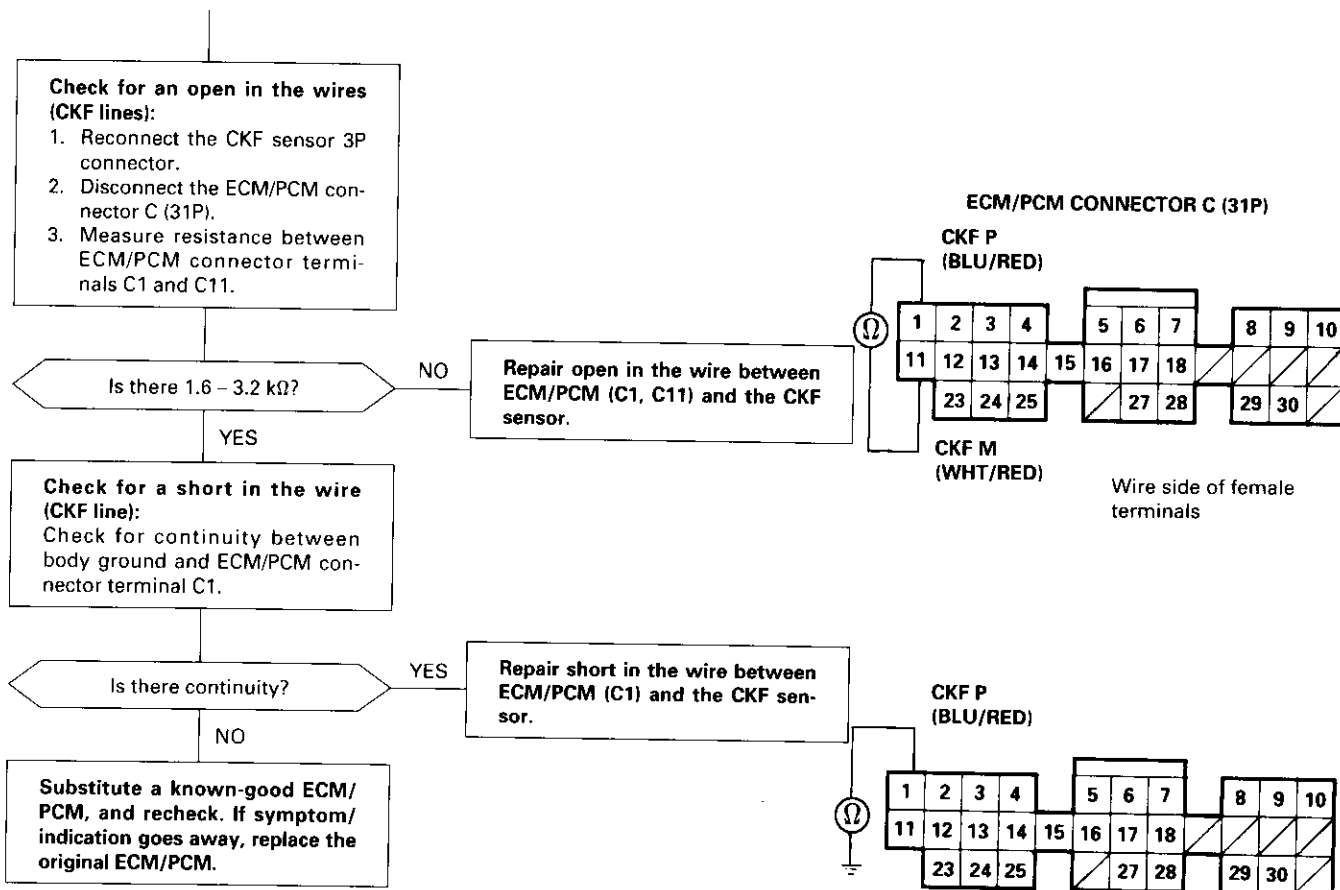 Check for an open in the wires
(CKF lines):
1. Reconnect the CKF sensor 3P
connector.
2. Disconnect the ECM/PCM con-
nector C (31P).
3. Measure resistance between
ECM/PCM connector termi-
nals C1 and C11.
Is there 1.6 – 3.2 kΩ?
NO
Repair open in the wire between
ECM/PCM (C1, C11) and the CKF
sensor.
YES
ECM/PCM CONNECTOR C (31P)
CKF P
(BLU/RED)
Ω
1 2 3 4 5 6 7 8 9 10
11 12 13 14 15 16 17 18
23 24 25 27 28 29 30
CKF M
(WHT/RED)
Wire side of female
terminals
Check for a short in the wire
(CKF line):
Check for continuity between
body ground and ECM/PCM con-
nector terminal C1.
Is there continuity?
YES
Repair short in the wire between
ECM/PCM (C1) and the CKF sen-
sor.
NO
Substitute a known-good ECM/
PCM, and recheck. If symptom/
indication goes away, replace the
original ECM/PCM.
CKF P
(BLU/RED)
Ω
1 2 3 4 5 6 7 8 9 10
11 12 13 14 15 16 17 18
23 24 25 27 28 29 30